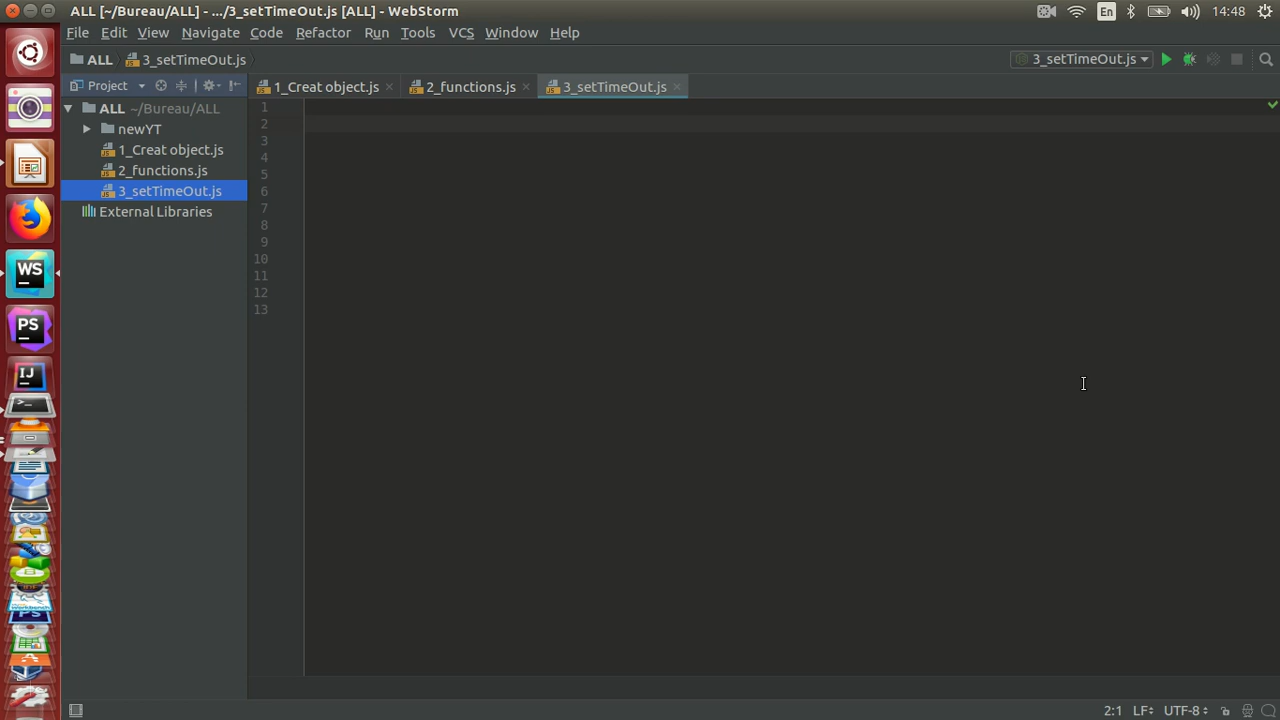 ALL [~/Bureau/ALL] - .../3_setTimeOut.js [ALL] - WebStorm
En
14:48
File Edit View Navigate Code Refactor Run Tools VCS Window Help
ALL 3_setTimeOut.js
3_setTimeOut.js
Project
1_Creat object.js
2_functions.js
3_setTimeOut.js
ALL ~/Bureau/ALL
newYT
1_Creat object.js
2_functions.js
3_setTimeOut.js
External Libraries
1
2
3
4
5
6
7
8
9
10
11
12
13
WS
PS
IJ
2:1 LF÷ UTF-8÷